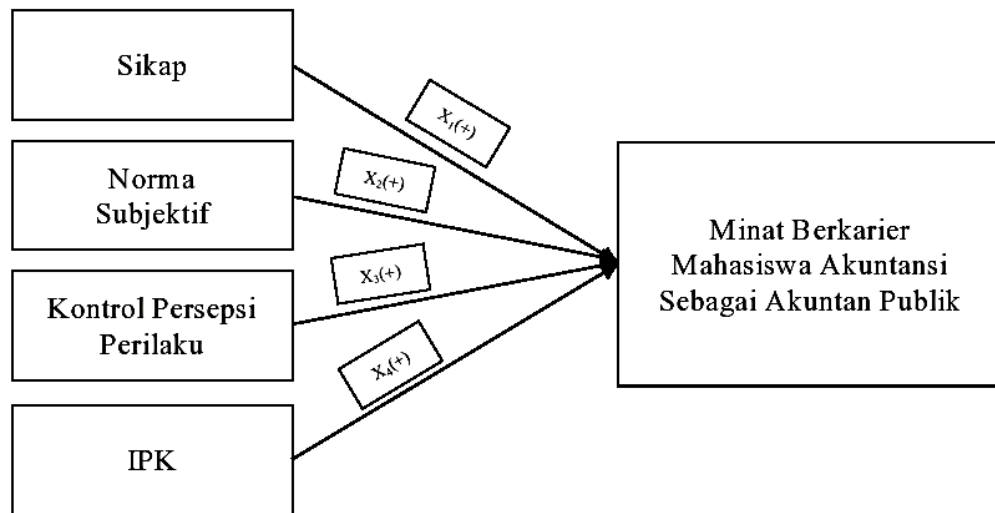 Sikap
X₁(+)
Norma
Subjektif
X₂(+)
Kontrol Persepsi
Perilaku
X₃(+)
IPK
X₄(+)
Minat Berkarier
Mahasiswa Akuntansi
Sebagai Akuntan Publik